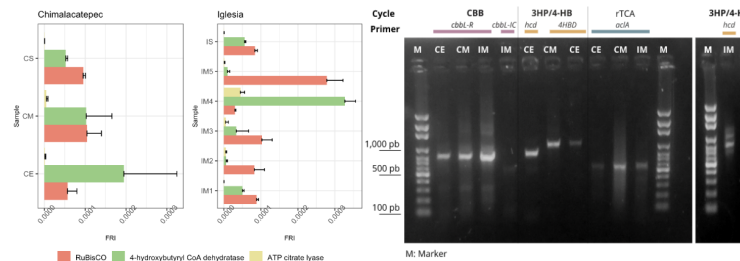 Chimalacatepec
Sample
CS
CM
CE
0.0000
0.0001
0.0002
0.0003
FRI
Iglesia
Sample
IS
IM5
IM4
IM3
IM2
IM1
0.0000
0.0001
0.0002
0.0003
FRI
RuBisCO 4-hydroxybutyryl CoA dehydratase ATP citrate lyase
Cycle CBB 3HP/4-HB rTCA 3HP/4-H
Primer cbbL-R cbbL-IC hcd 4HBD aclA hcd
M CE CM IM IM CE CM CE CE CM IM M M IM
1,000 pb
500 pb
100 pb
M: Marker